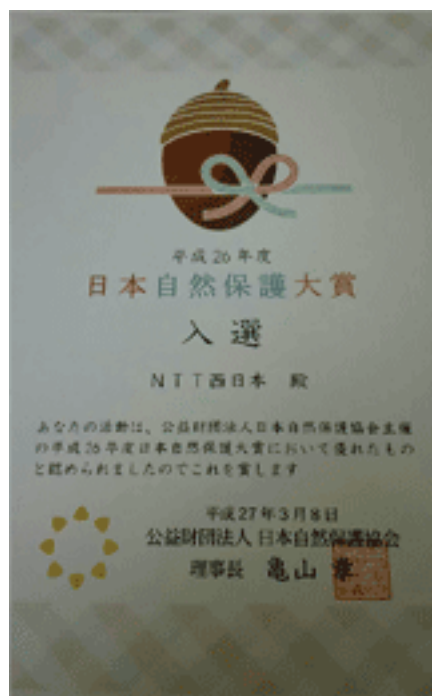 平成26年度
日本自然保護大賞
入選
NTT西日本 殿
あなたの活動は、公益財団法人日本自然保護協会主催
の平成26年度日本自然保護大賞において優れたもの
と認められましたのでこれを賞します
平成27年3月8日
公益財団法人 日本自然保護協会
理事長 亀山 章